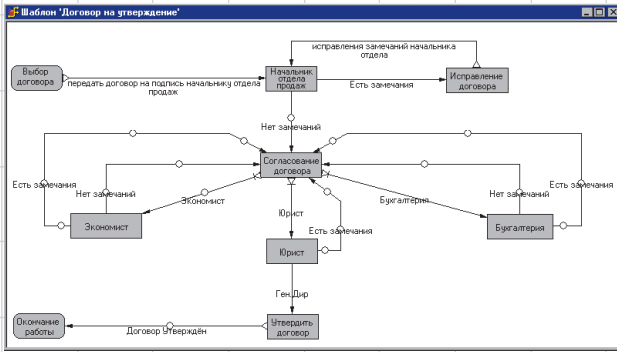 Шаблон 'Договор на утверждение'
исправления замечаний начальника
отдела
Выбор
договора
передать договор на подпись начальнику отдела
продаж
Начальник
отдела
продаж
Есть замечания
Исправление
договора
Нет замечаний
Согласование
договора
Есть замечания
Нет замечаний
Экономист
Бухгалтерия
Нет замечаний
Есть замечания
Экономист
Юрист
Есть замечания
Бухгалтерия
Юрист
Ген.Дир
Окончание
работы
Договор Утверждён
Утвердить
договор